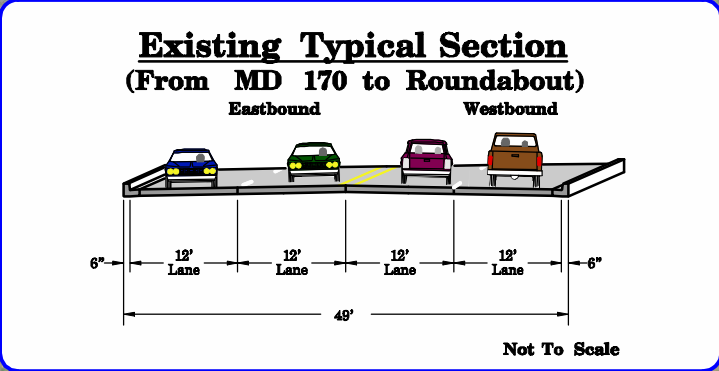 Existing Typical Section
(From MD 170 to Roundabout)
Eastbound Westbound
6" 12' 12' 12' 12' 6"
Lane Lane Lane Lane
49'
Not To Scale